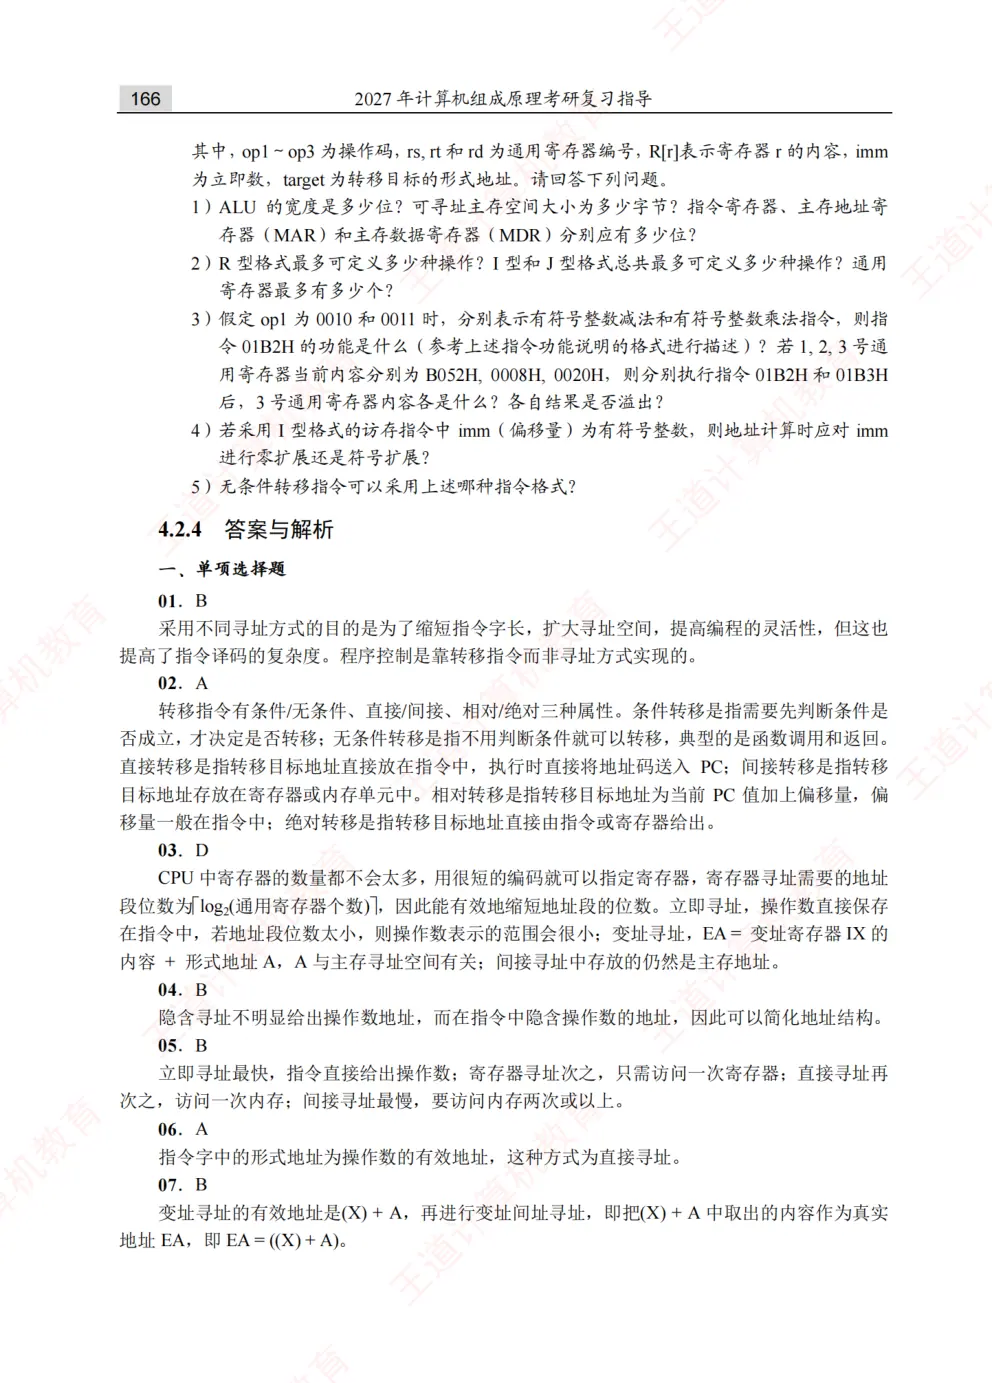 166
2027 年计算机组成原理考研复习指导
其中，op1～op3 为操作码，rs, rt 和 rd 为通用寄存器编号，R[r]表示寄存器 r 的内容，imm
为立即数，target 为转移目标的形式地址。请回答下列问题。
1）ALU 的宽度是多少位？可寻址主存空间大小为多少字节？指令寄存器、主存地址寄
存器（MAR）和主存数据寄存器（MDR）分别应有多少位？
2）R 型格式最多可定义多少种操作？I 型和 J 型格式总共最多可定义多少种操作？通用
寄存器最多有多少个？
3）假定 op1 为 0010 和 0011 时，分别表示有符号整数减法和有符号整数乘法指令，则指
令 01B2H 的功能是什么（参考上述指令功能说明的格式进行描述）？若 1, 2, 3 号通
用寄存器当前内容分别为 B052H, 0008H, 0020H，则分别执行指令 01B2H 和 01B3H
后，3 号通用寄存器内容各是什么？各自结果是否溢出？
4）若采用 I 型格式的访存指令中 imm（偏移量）为有符号整数，则地址计算时应对 imm
进行零扩展还是符号扩展？
5）无条件转移指令可以采用上述哪种指令格式？
4.2.4 答案与解析
一、单项选择题
01．B
采用不同寻址方式的目的是为了缩短指令字长，扩大寻址空间，提高编程的灵活性，但这也
提高了指令译码的复杂度。程序控制是靠转移指令而非寻址方式实现的。
02．A
转移指令有条件/无条件、直接/间接、相对/绝对三种属性。条件转移是指需要先判断条件是
否成立，才决定是否转移；无条件转移是指不用判断条件就可以转移，典型的是函数调用和返回。
直接转移是指转移目标地址直接放在指令中，执行时直接将地址码送入 PC；间接转移是指转移
目标地址存放在寄存器或内存单元中。相对转移是指转移目标地址为当前 PC 值加上偏移量，偏
移量一般在指令中；绝对转移是指转移目标地址直接由指令或寄存器给出。
03．D
CPU 中寄存器的数量都不会太多，用很短的编码就可以指定寄存器，寄存器寻址需要的地址
段位数为⌈log₂(通用寄存器个数)⌉，因此能有效地缩短地址段的位数。立即寻址，操作数直接保存
在指令中，若地址段位数太小，则操作数表示的范围会很小；变址寻址，EA = 变址寄存器 IX 的
内容 + 形式地址 A，A 与主存寻址空间有关；间接寻址中存放的仍然是主存地址。
04．B
隐含寻址不明显给出操作数地址，而在指令中隐含操作数的地址，因此可以简化地址结构。
05．B
立即寻址最快，指令直接给出操作数；寄存器寻址次之，只需访问一次寄存器；直接寻址再
次之，访问一次内存；间接寻址最慢，要访问内存两次或以上。
06．A
指令字中的形式地址为操作数的有效地址，这种方式为直接寻址。
07．B
变址寻址的有效地址是(X) + A，再进行变址间址寻址，即把(X) + A 中取出的内容作为真实
地址 EA，即 EA = ((X) + A)。
王道计算机教育